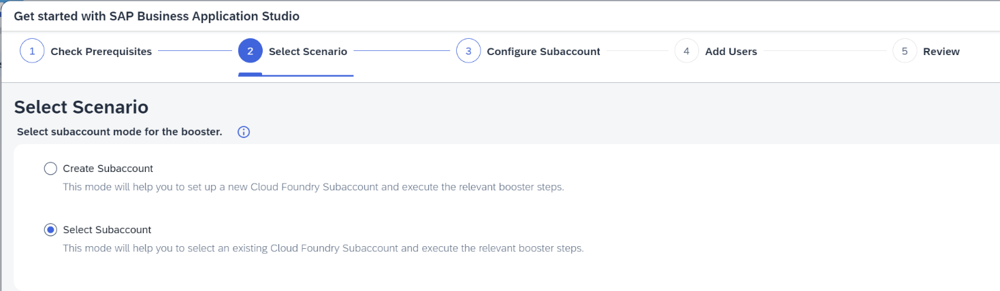 Get started with SAP Business Application Studio
1 Check Prerequisites 2 Select Scenario 3 Configure Subaccount 4 Add Users 5 Review
Select Scenario
Select subaccount mode for the booster.
Create Subaccount
This mode will help you to set up a new Cloud Foundry Subaccount and execute the relevant booster steps.
Select Subaccount
This mode will help you to select an existing Cloud Foundry Subaccount and execute the relevant booster steps.